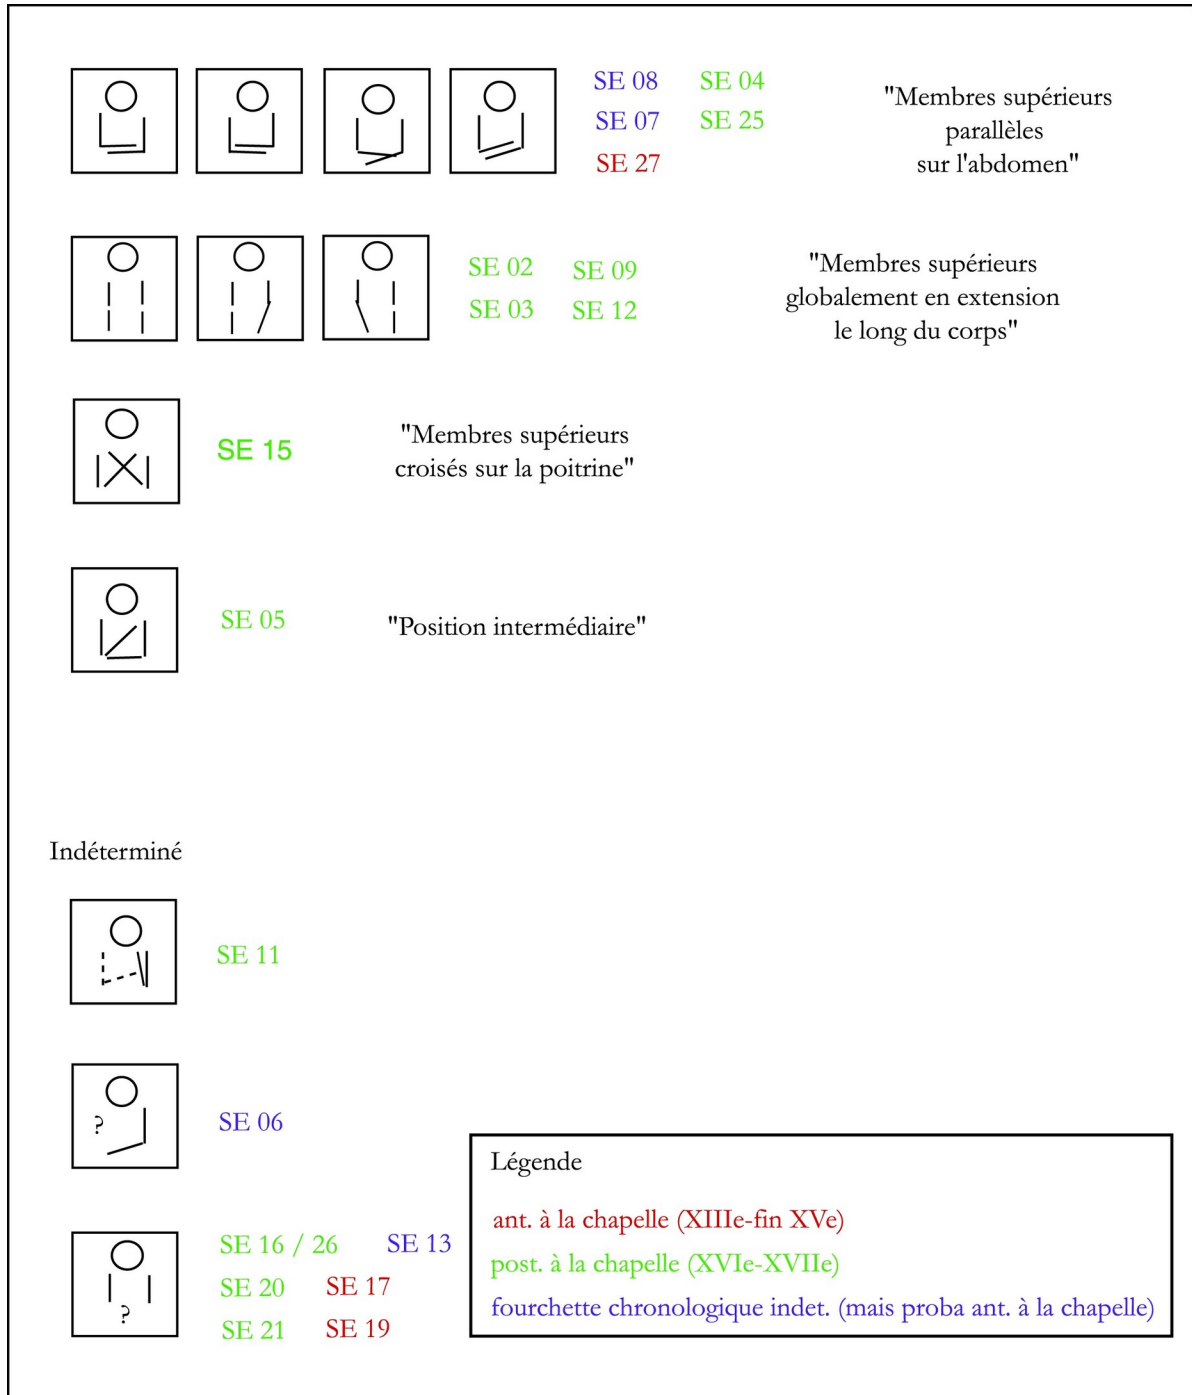 SE 08 SE 04
SE 07 SE 25
SE 27
"Membres supérieurs
parallèles
sur l'abdomen"
SE 02 SE 09
SE 03 SE 12
"Membres supérieurs
globalement en extension
le long du corps"
SE 15
"Membres supérieurs
croisés sur la poitrine"
SE 05
"Position intermédiaire"
Indéterminé
SE 11
?
SE 06
?
SE 16 / 26 SE 13
SE 20 SE 17
SE 21 SE 19
Légende
ant. à la chapelle (XIIIe-fin XVe)
post. à la chapelle (XVIe-XVIIe)
fourchette chronologique indet. (mais proba ant. à la chapelle)